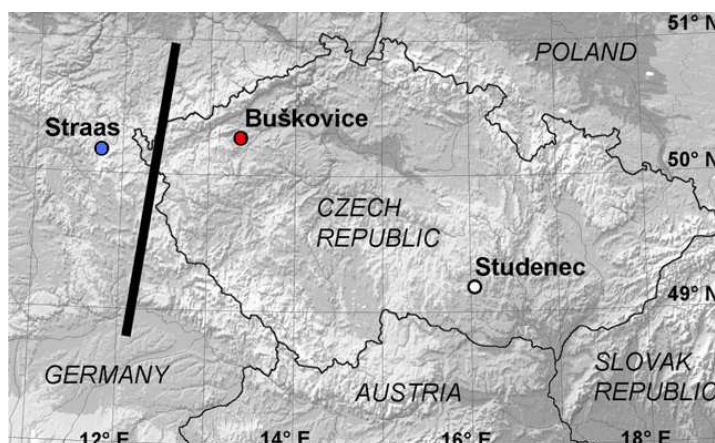 51° N
POLAND
Straas
Buškovice
50° N
CZECH
REPUBLIC
Studenec
49° N
GERMANY
AUSTRIA
SLOVAK
REPUBLIC
12° E
14° E
16° E
18° E